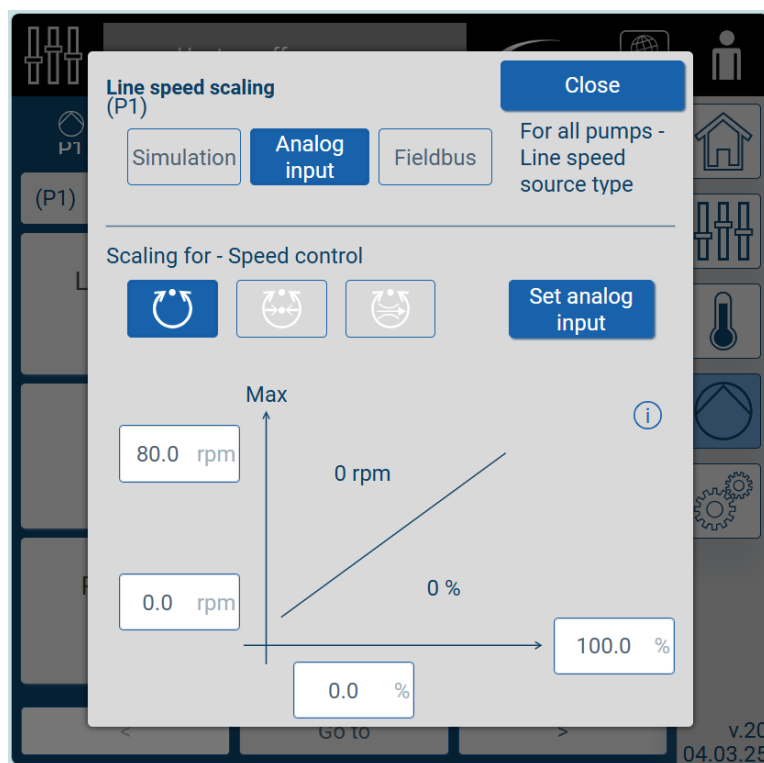 Line speed scaling
(P1)
Close
Simulation
Analog
input
Fieldbus
For all pumps -
Line speed
source type
P1
(P1)
Scaling for - Speed control
Set analog
input
Max
i
80.0 rpm
0 rpm
0 %
0.0 rpm
100.0 %
0.0 %
<
Go to
>
v.20
04.03.25